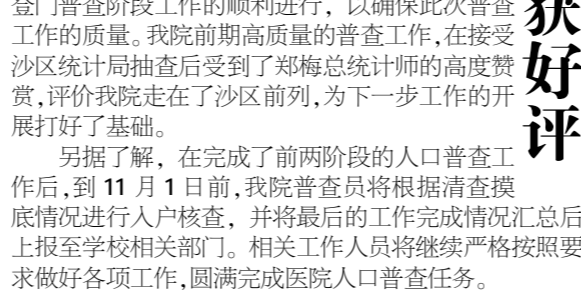 登门普查阶段工作的顺利进行，以确保此次普查
工作的质量。我院前期高质量的普查工作,在接受
沙区统计局抽查后受到了郑梅总统计师的高度赞
赏,评价我院走在了沙区前列,为下一步工作的开
展打好了基础。
另据了解，在完成了前两阶段的人口普查工
作后,到 11 月 1 日前,我院普查员将根据清查摸
底情况进行入户核查，并将最后的工作完成情况汇总后
上报至学校相关部门。相关工作人员将继续严格按照要
求做好各项工作,圆满完成医院人口普查任务。
获好评